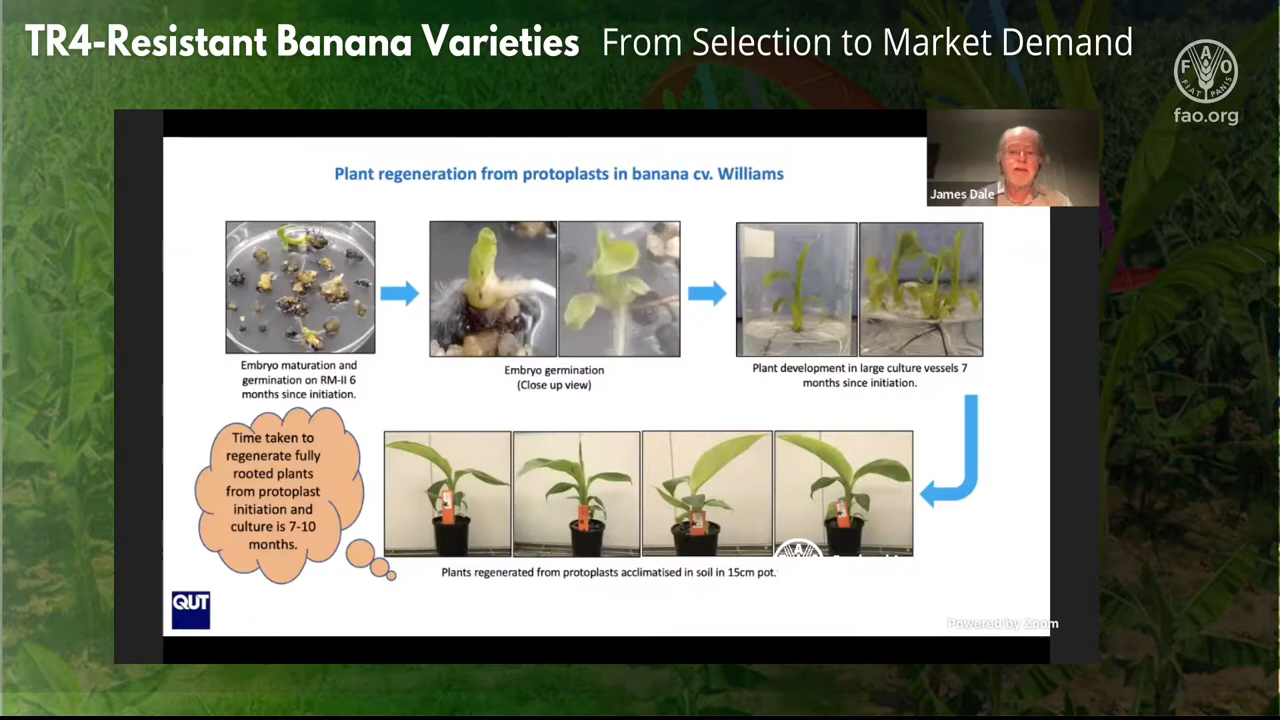 TR4-Resistant Banana Varieties From Selection to Market Demand
F A O
FIAT PANIS
fao.org
James Dale
Plant regeneration from protoplasts in banana cv. Williams
Embryo maturation and
germination on RM-II 6
months since initiation.
Embryo germination
(Close up view)
Plant development in large culture vessels 7
months since initiation.
Time taken to
regenerate fully
rooted plants
from protoplast
initiation and
culture is 7-10
months.
Plants regenerated from protoplasts acclimatised in soil in 15cm pot.
QUT
Powered by Zoom